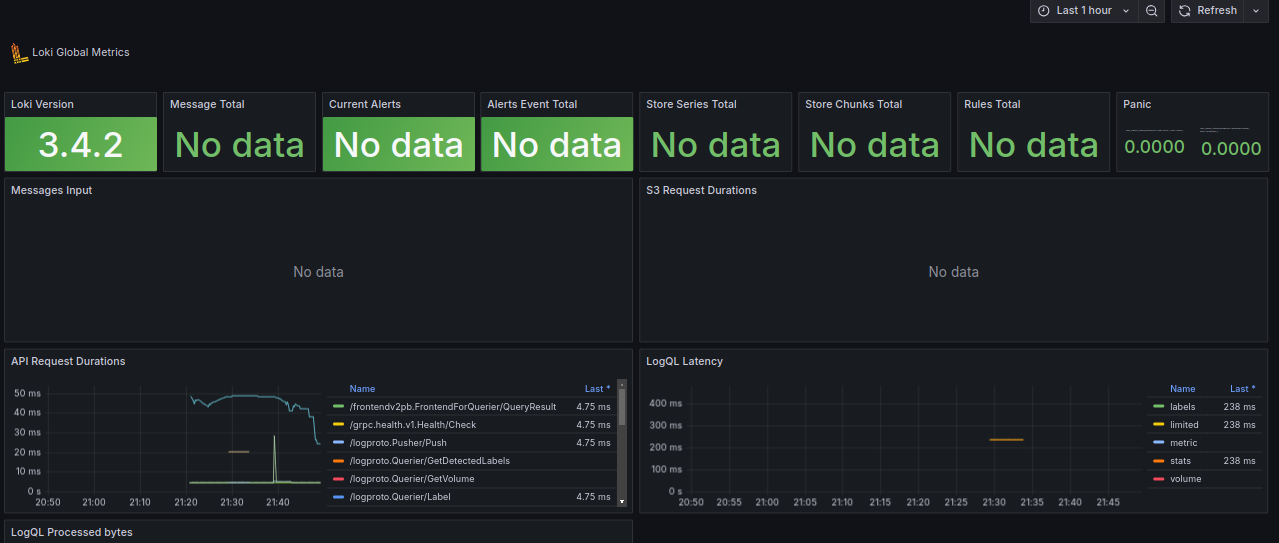 Last 1 hour
Refresh
Loki Global Metrics
Loki Version
Message Total
Current Alerts
Alerts Event Total
Store Series Total
Store Chunks Total
Rules Total
Panic
3.4.2
No data
No data
No data
No data
No data
No data
0.0000
0.0000
Messages Input
S3 Request Durations
No data
No data
API Request Durations
50 ms
40 ms
30 ms
20 ms
10 ms
0 s
20:50
21:00
21:10
21:20
21:30
21:40
Name
Last *
/frontendv2pb.FrontendForQuerier/QueryResult
4.75 ms
/grpc.health.v1.Health/Check
4.75 ms
/logproto.Pusher/Push
4.75 ms
/logproto.Querier/GetDetectedLabels
/logproto.Querier/GetVolume
/logproto.Querier/Label
4.75 ms
LogQL Latency
400 ms
300 ms
200 ms
100 ms
0 s
20:50
20:55
21:00
21:05
21:10
21:15
21:20
21:25
21:30
21:35
21:40
21:45
Name
Last *
labels
238 ms
limited
238 ms
metric
stats
238 ms
volume
LogQL Processed bytes